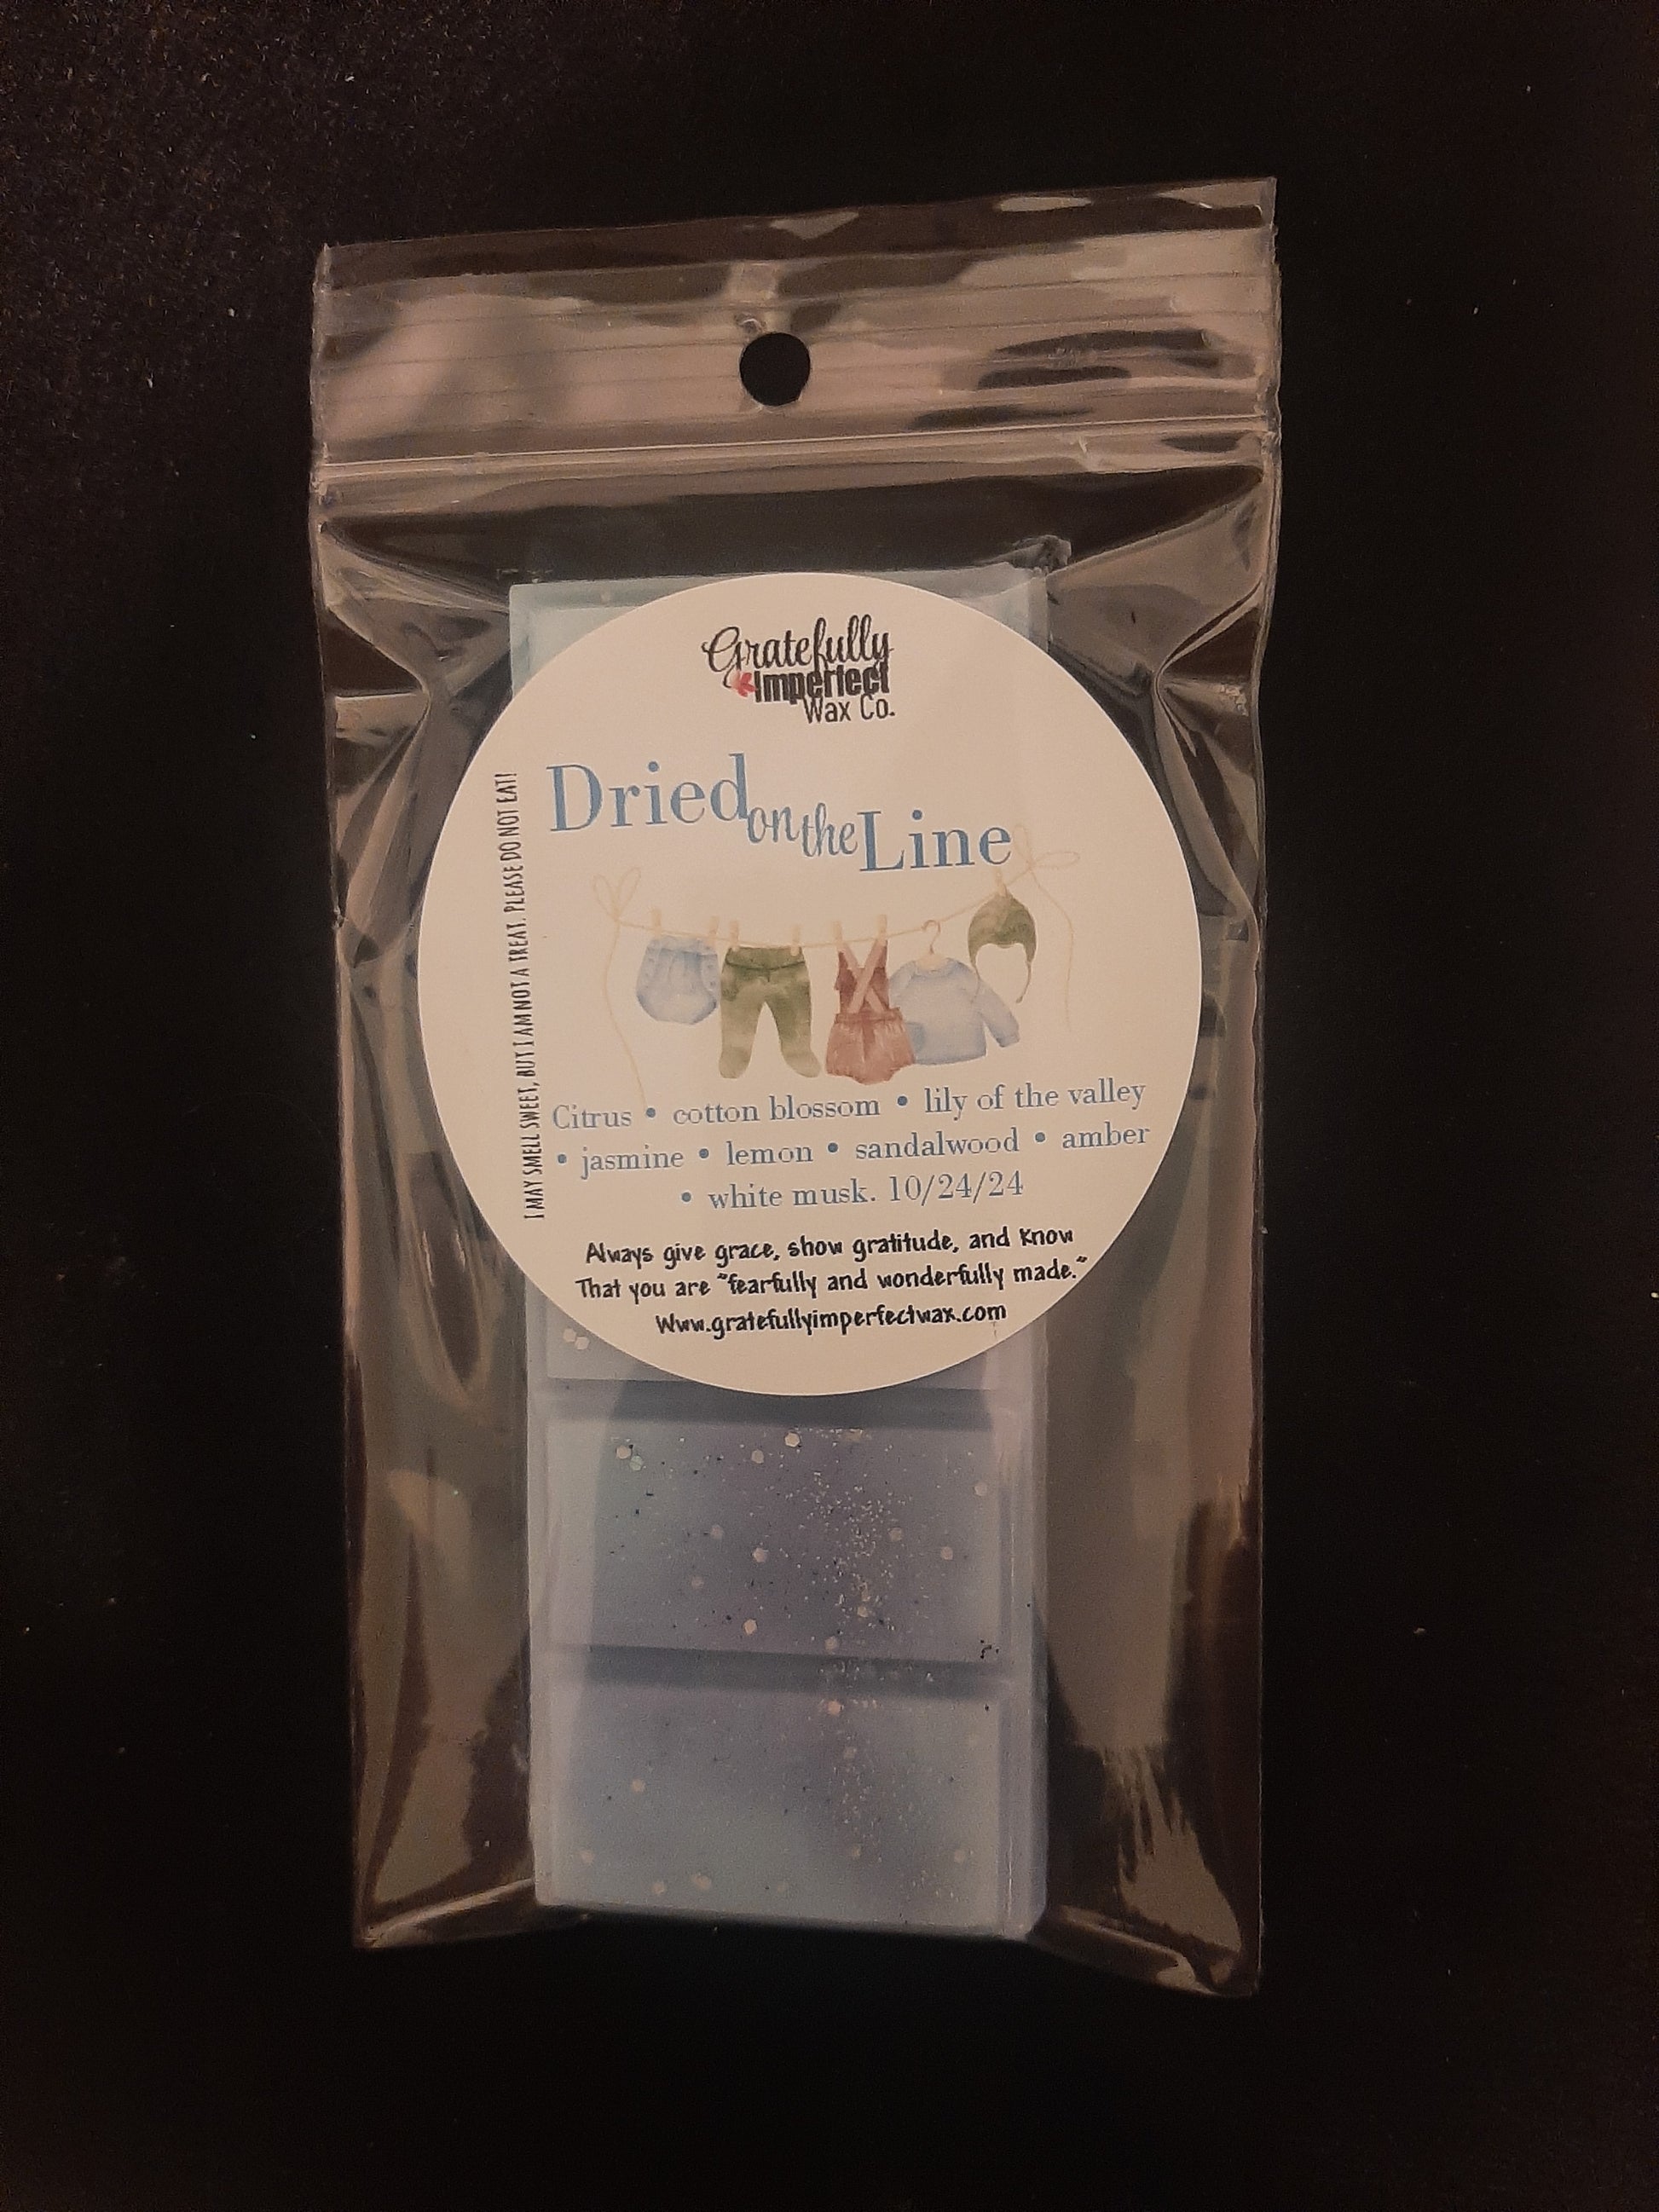 Gratefully
Imperfect
Wax Co.
Dried on the Line
I MAY SMELL SWEET, BUT I AM NOT A TREAT. PLEASE DO NOT EAT!
Citrus • cotton blossom • lily of the valley
• jasmine • lemon • sandalwood • amber
• white musk. 10/24/24
Always give grace, show gratitude, and know
That you are "fearfully and wonderfully made."
Www.gratefullyimperfectwax.com